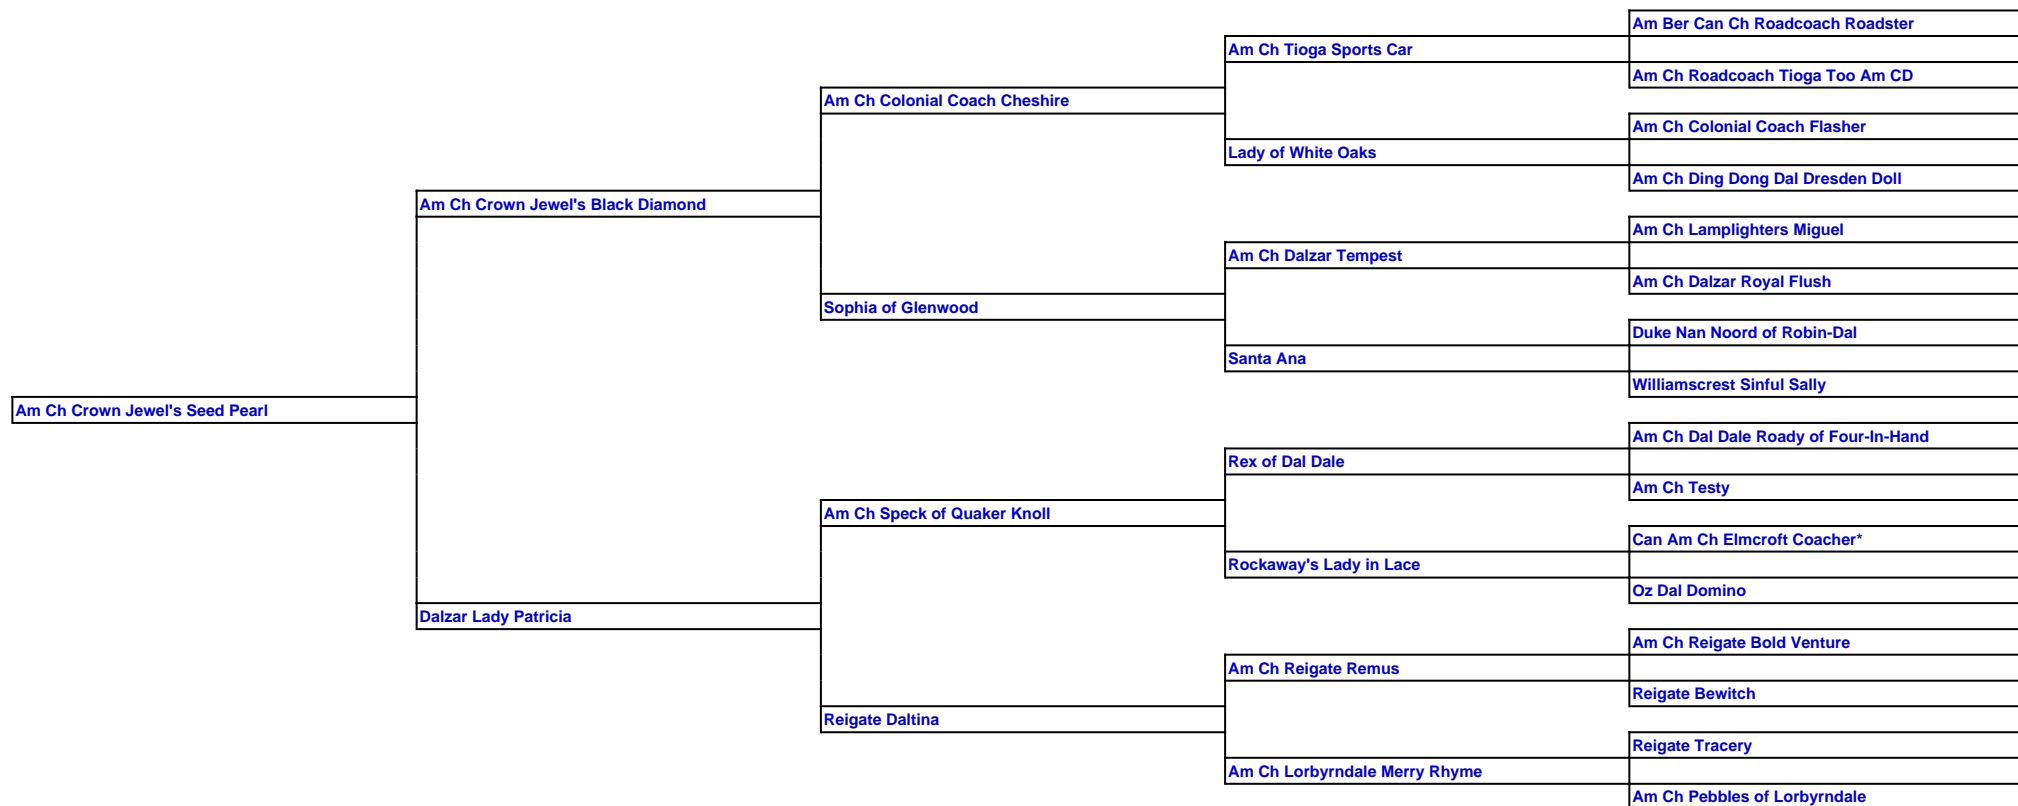 Am Ber Can Ch Roadcoach Roadster
Am Ch Tioga Sports Car
Am Ch Roadcoach Tioga Too Am CD
Am Ch Colonial Coach Cheshire
Am Ch Colonial Coach Flasher
Lady of White Oaks
Am Ch Ding Dong Dal Dresden Doll
Am Ch Crown Jewel's Black Diamond
Am Ch Lamplighters Miguel
Am Ch Dalzar Tempest
Am Ch Dalzar Royal Flush
Sophia of Glenwood
Duke Nan Noord of Robin-Dal
Santa Ana
Williamscrest Sinful Sally
Am Ch Crown Jewel's Seed Pearl
Am Ch Dal Dale Roady of Four-In-Hand
Rex of Dal Dale
Am Ch Testy
Am Ch Speck of Quaker Knoll
Can Am Ch Elmcroft Coacher*
Rockaway's Lady in Lace
Oz Dal Domino
Dalzar Lady Patricia
Am Ch Reigate Bold Venture
Am Ch Reigate Remus
Reigate Bewitch
Reigate Daltina
Reigate Tracery
Am Ch Lorbyrndale Merry Rhyme
Am Ch Pebbles of Lorbyrndale